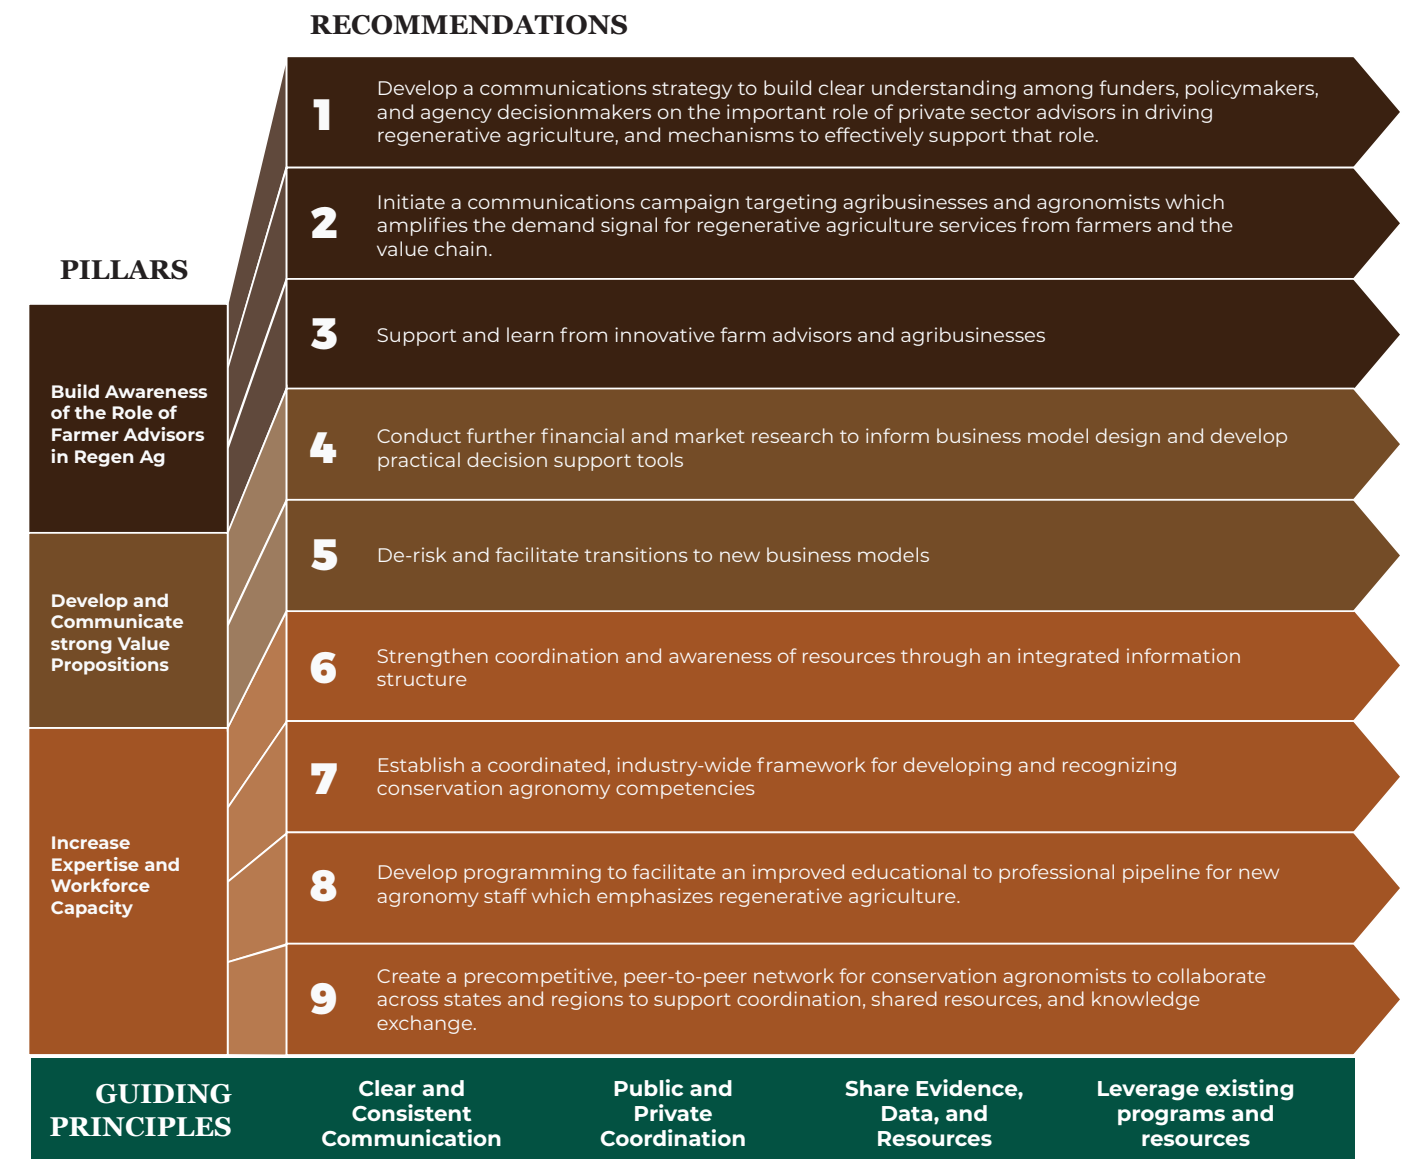 RECOMMENDATIONS
1
Develop a communications strategy to build clear understanding among funders, policymakers,
and agency decisionmakers on the important role of private sector advisors in driving
regenerative agriculture, and mechanisms to effectively support that role.
2
Initiate a communications campaign targeting agribusinesses and agronomists which
amplifies the demand signal for regenerative agriculture services from farmers and the
value chain.
3
Support and learn from innovative farm advisors and agribusinesses
4
Conduct further financial and market research to inform business model design and develop
practical decision support tools
5
De-risk and facilitate transitions to new business models
6
Strengthen coordination and awareness of resources through an integrated information
structure
7
Establish a coordinated, industry-wide framework for developing and recognizing
conservation agronomy competencies
8
Develop programming to facilitate an improved educational to professional pipeline for new
agronomy staff which emphasizes regenerative agriculture.
9
Create a precompetitive, peer-to-peer network for conservation agronomists to collaborate
across states and regions to support coordination, shared resources, and knowledge
exchange.
PILLARS
Build Awareness
of the Role of
Farmer Advisors
in Regen Ag
Develop and
Communicate
strong Value
Propositions
Increase
Expertise and
Workforce
Capacity
GUIDING
PRINCIPLES
Clear and
Consistent
Communication
Public and
Private
Coordination
Share Evidence,
Data, and
Resources
Leverage existing
programs and
resources